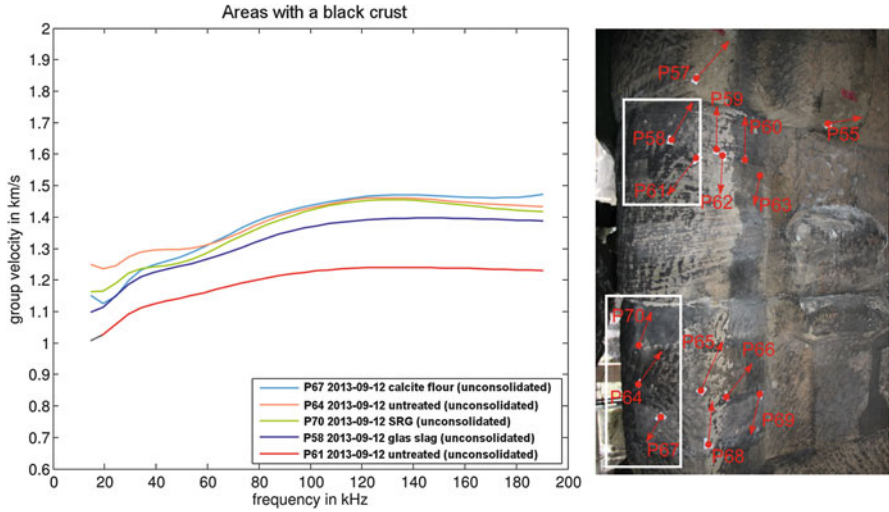 Areas with a black crust
2
1.9
1.8
1.7
1.6
1.5
1.4
1.3
1.2
1.1
1
0.9
0.8
0.7
0.6
group velocity in km/s
P67 2013-09-12 calcite flour (unconsolidated)
P64 2013-09-12 untreated (unconsolidated)
P70 2013-09-12 SRG (unconsolidated)
P58 2013-09-12 glas slag (unconsolidated)
P61 2013-09-12 untreated (unconsolidated)
0 20 40 60 80 100 120 140 160 180 200
frequency in kHz
P57
P59
P58
P60
P55
P61
P62
P63
P70
P65
P66
P64
P67
P69
P68